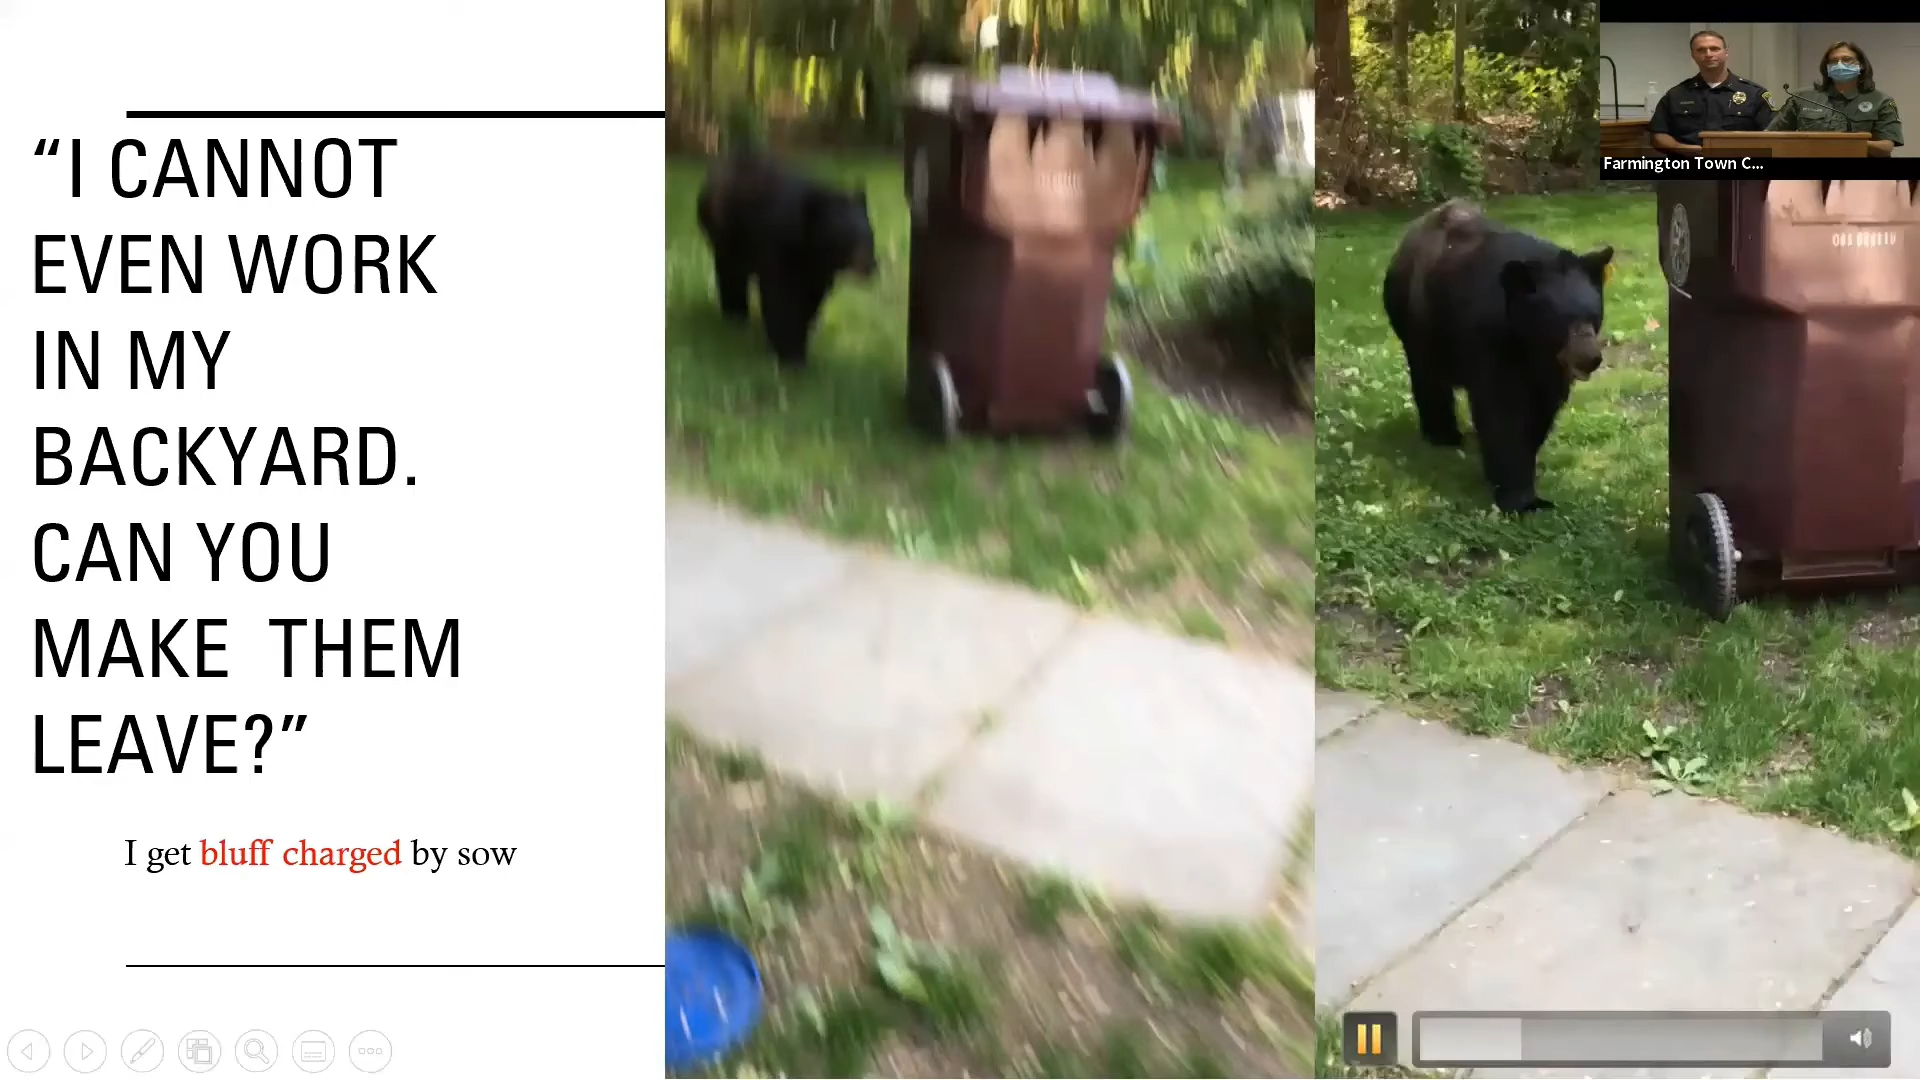 “I CANNOT
EVEN WORK
IN MY
BACKYARD.
CAN YOU
MAKE THEM
LEAVE?”
I get bluff charged by sow
Farmington Town C...